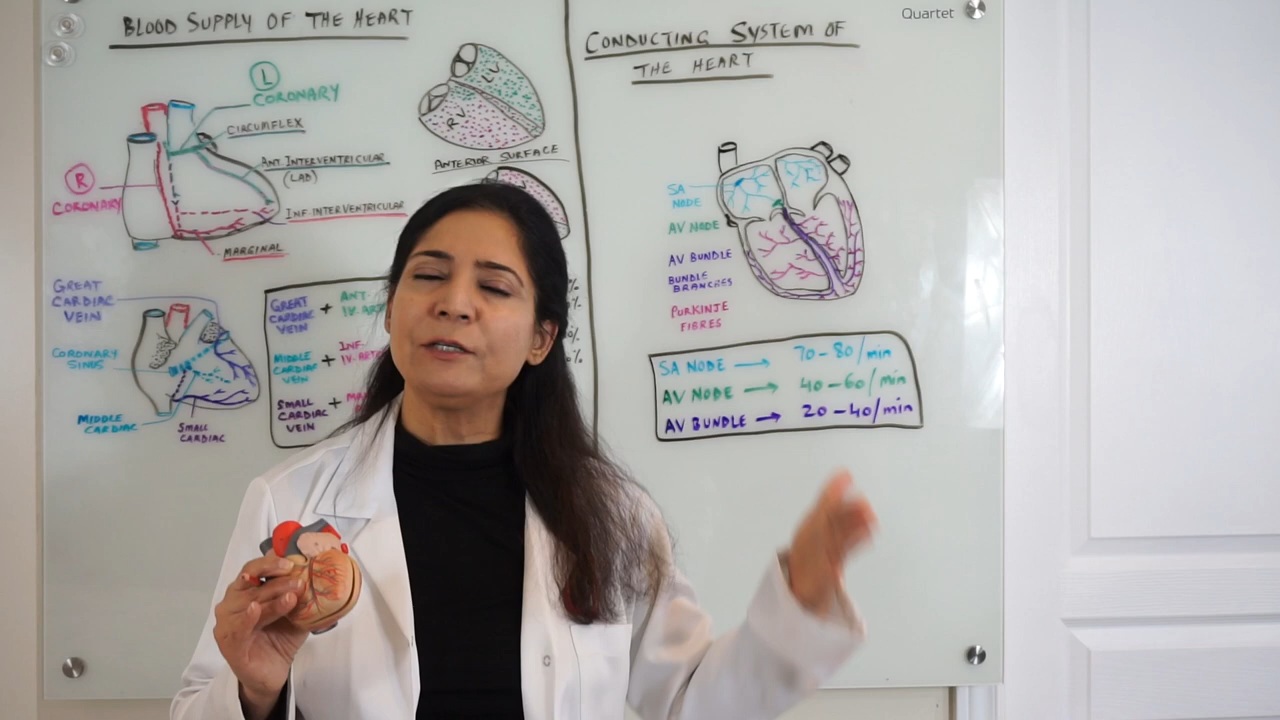 BLOOD SUPPLY OF THE HEART
L
CORONARY
CIRCUMFLEX
ANT INTERVENTRICULAR
(LAD)
R
CORONARY
INF INTERVENTRICULAR
MARGINAL
LV
RV
ANTERIOR SURFACE
GREAT
CARDIAC
VEIN
CORONARY
SINUS
MIDDLE
CARDIAC
SMALL
CARDIAC
GREAT
CARDIAC
VEIN
+
ANT-
MIDDLE
CARDIAC
VEIN
+
INF-
SMALL
CARDIAC
VEIN
+
Quartet
CONDUCTING SYSTEM OF
THE HEART
SA
NODE
AV NODE
AV BUNDLE
BUNDLE
BRANCHES
PURKINJE
FIBRES
SA NODE → 70-80/min
AV NODE → 40-60/min
AV BUNDLE → 20-40/min